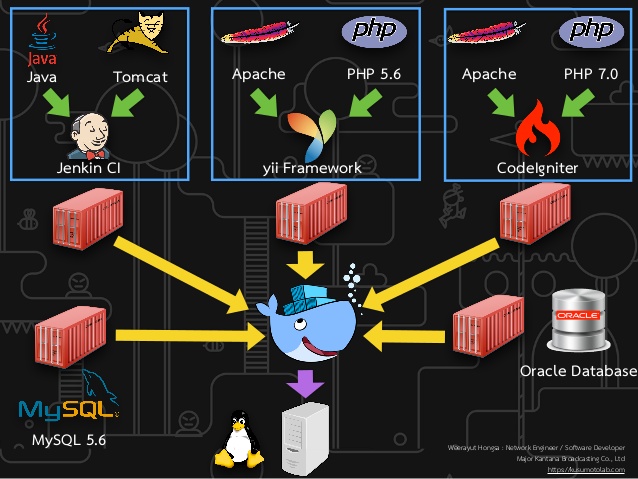 Java
php
php
Java
Tomcat
Apache
PHP 5.6
Apache
PHP 7.0
Jenkin CI
yii Framework
CodeIgniter
ORACLE
Oracle Database
MySQL
MySQL 5.6
Weerayut Hongsa : Network Engineer / Software Developer
Major Kantana Broadcasting Co., Ltd
https://kusumotolab.com